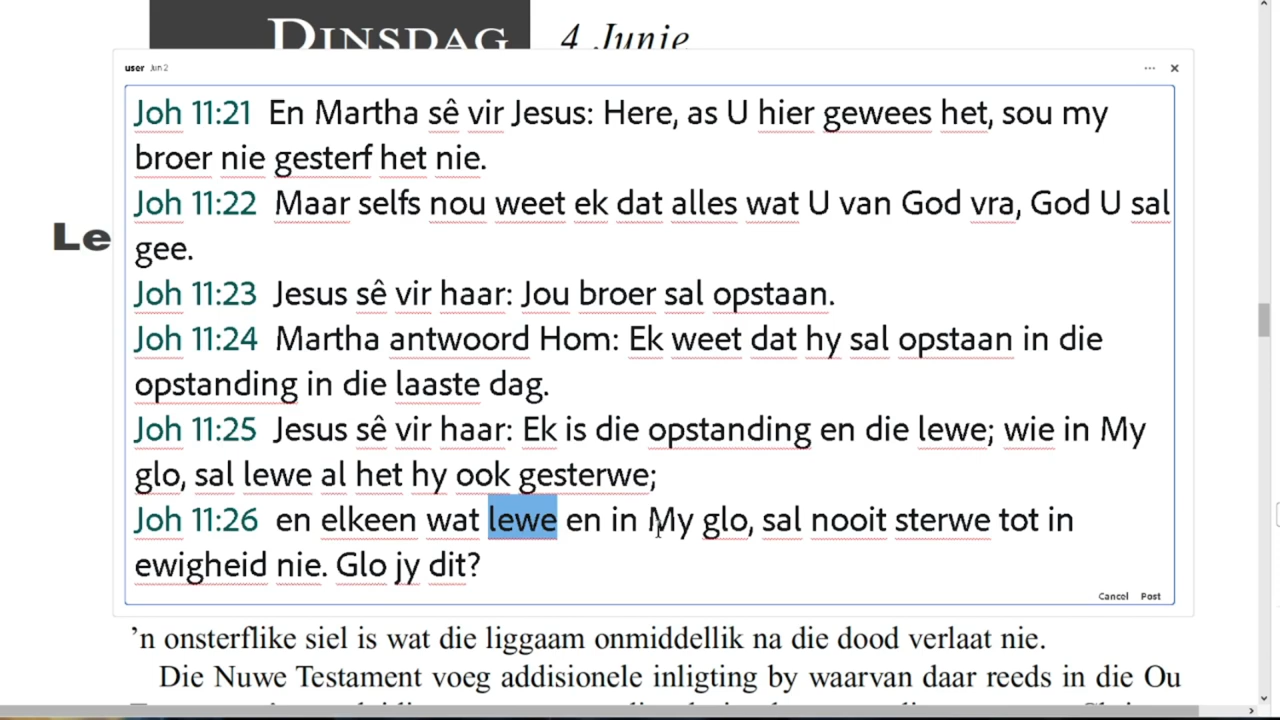 DINSDAG 4 Junie
user Jun 2
Joh 11:21 En Martha sê vir Jesus: Here, as U hier gewees het, sou my
broer nie gesterf het nie.
Joh 11:22 Maar selfs nou weet ek dat alles wat U van God vra, God U sal
gee.
Joh 11:23 Jesus sê vir haar: Jou broer sal opstaan.
Joh 11:24 Martha antwoord Hom: Ek weet dat hy sal opstaan in die
opstanding in die laaste dag.
Joh 11:25 Jesus sê vir haar: Ek is die opstanding en die lewe; wie in My
glo, sal lewe al het hy ook gesterwe;
Joh 11:26 en elkeen wat lewe en in My glo, sal nooit sterwe tot in
ewigheid nie. Glo jy dit?
Cancel Post
Le
’n onsterflike siel is wat die liggaam onmiddellik na die dood verlaat nie.
Die Nuwe Testament voeg addisionele inligting by waarvan daar reeds in die Ou